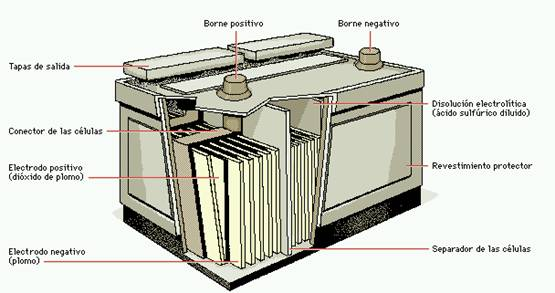 Borne positivo
Borne negativo
Tapas de salida
Disolución electrolítica
(ácido sulfúrico diluido)
Conector de las células
Electrodo positivo
(dióxido de plomo)
Revestimiento protector
Electrodo negativo
(plomo)
Separador de las células